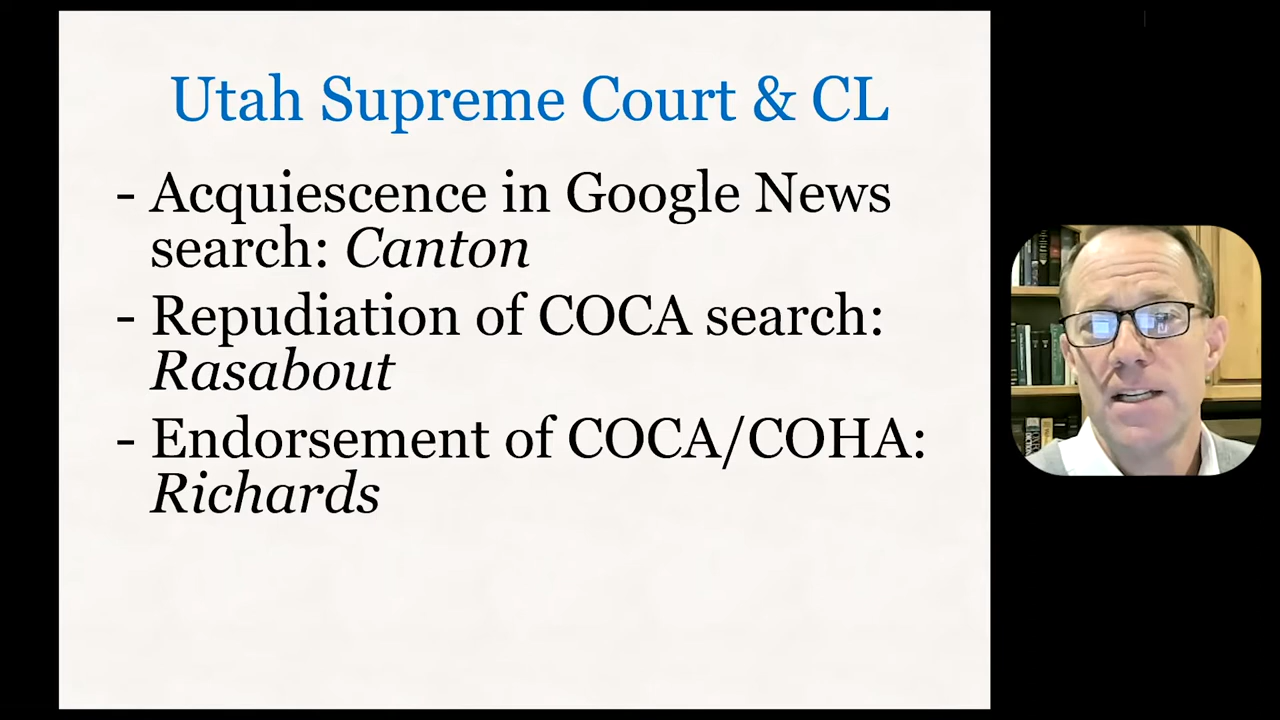 Utah Supreme Court & CL
- Acquiescence in Google News
search: Canton
- Repudiation of COCA search:
Rasabout
- Endorsement of COCA/COHA:
Richards